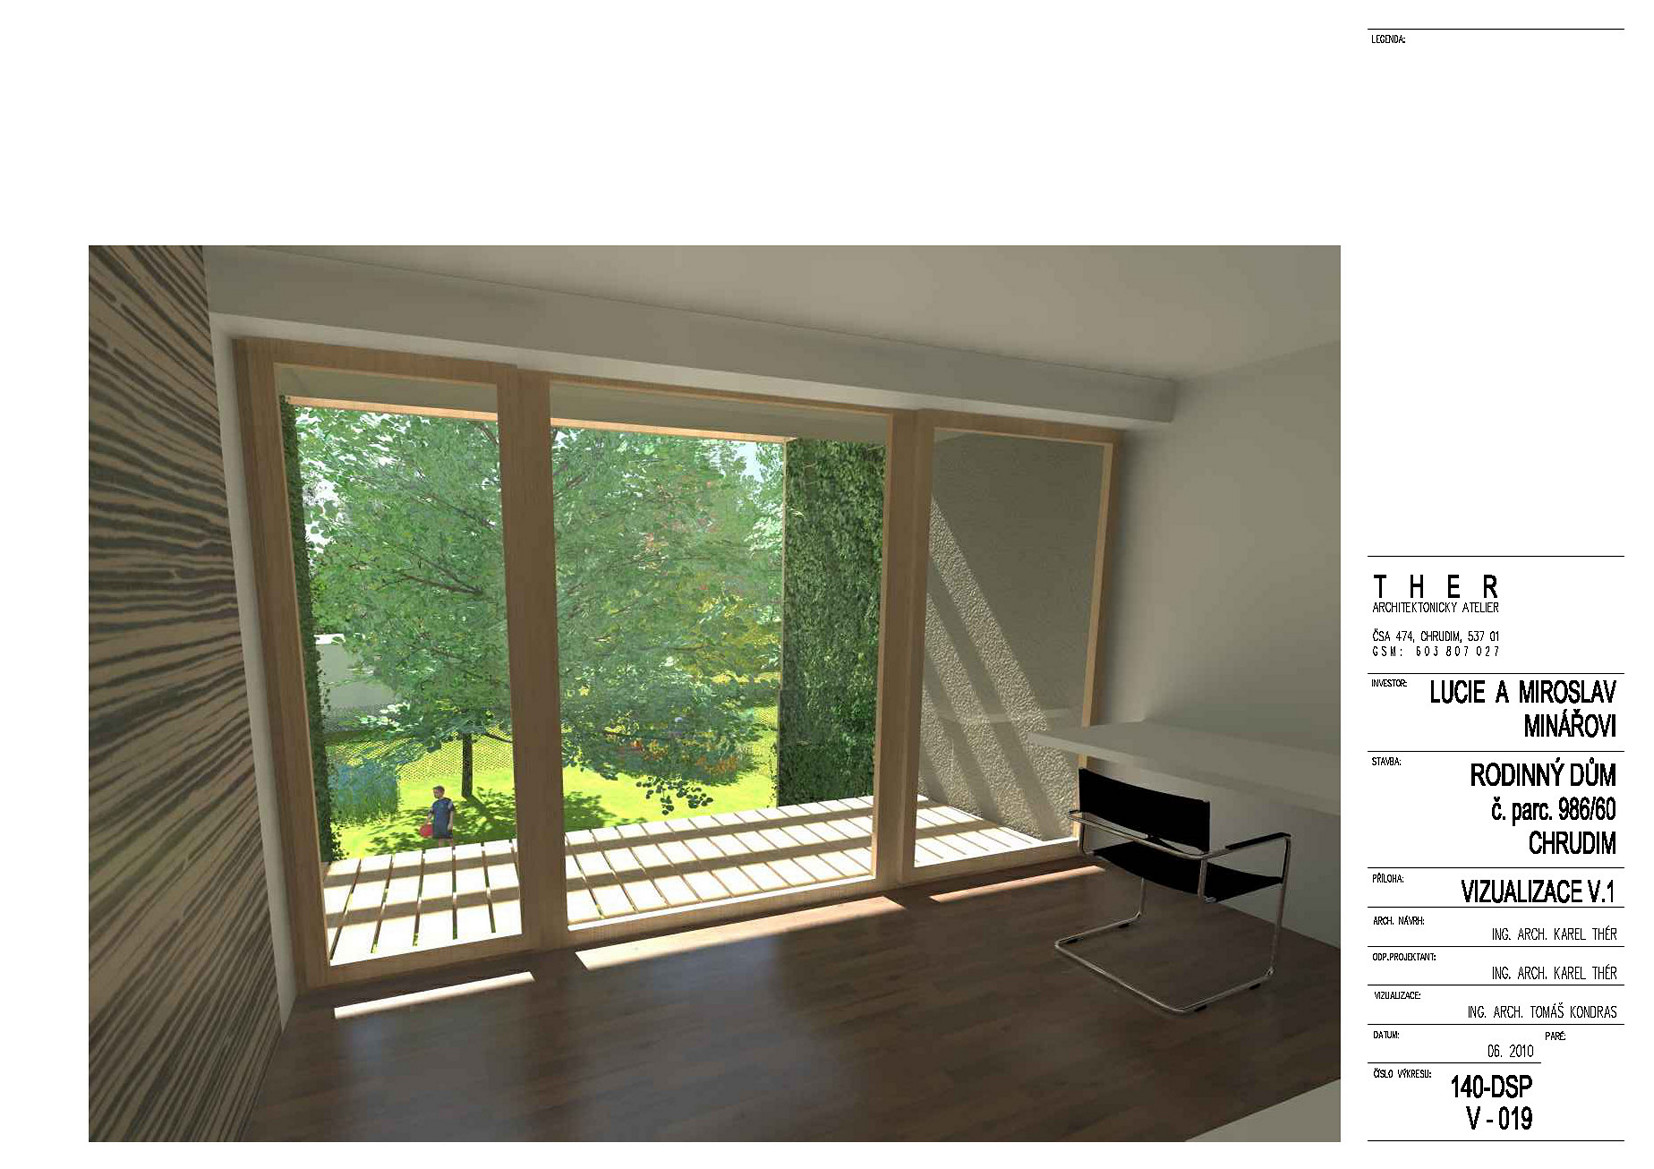 LEGENDA:
T H E R
ARCHITEKTONICKÝ ATELIER
ČSA 474, CHRUDIM, 537 01
GSM: 603 807 027
INVESTOR:
LUCIE A MIROSLAV
MINÁŘOVI
STAVBA:
RODINNÝ DŮM
č. parc. 986/60
CHRUDIM
PŘÍLOHA:
VIZUALIZACE V.1
ARCH. NÁVRH:
ING. ARCH. KAREL THÉR
ODP.PROJEKTANT:
ING. ARCH. KAREL THÉR
VIZUALIZACE:
ING. ARCH. TOMÁŠ KONDRAS
DATUM:
PARÉ:
06. 2010
ČÍSLO VÝKRESU:
140-DSP
V - 019